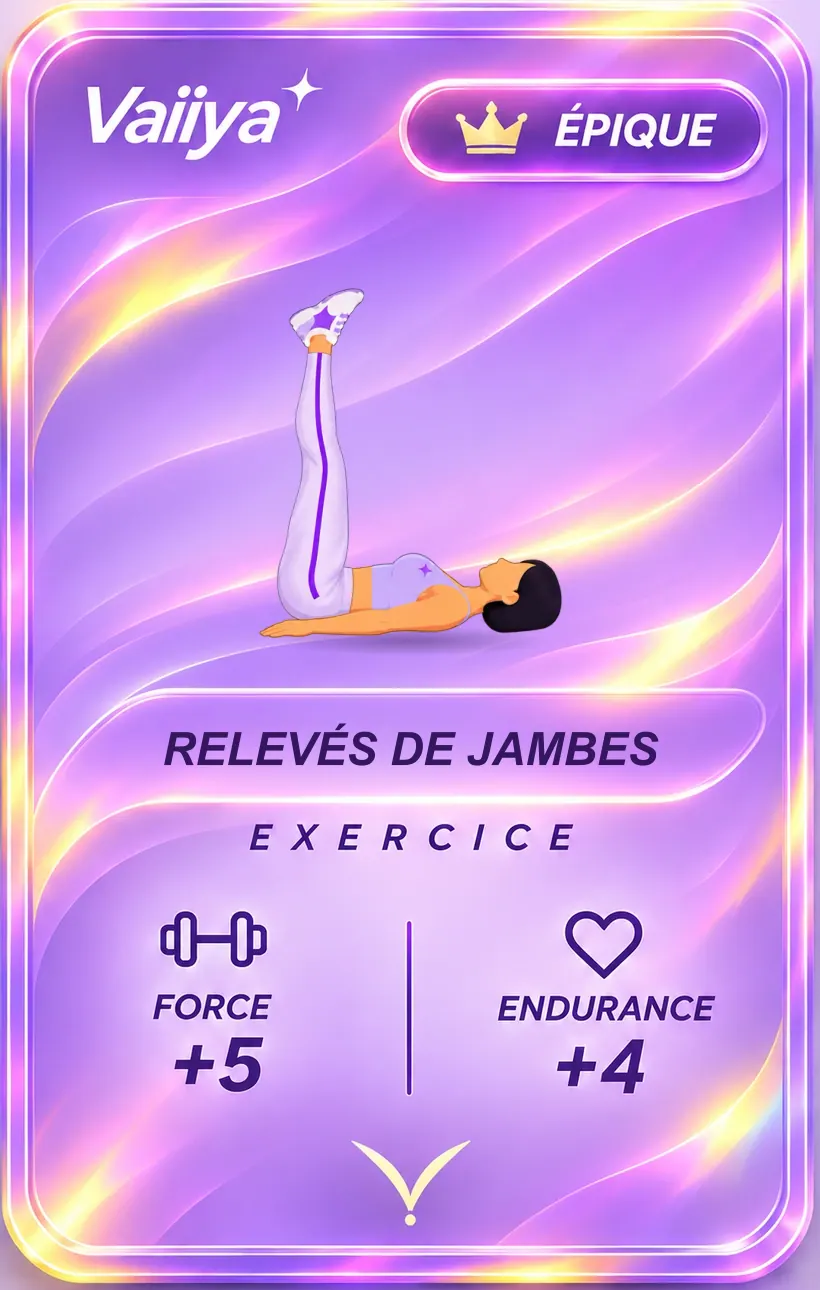 Vaiiya
ÉPIQUE
RELEVÉS DE JAMBES
EXERCICE
FORCE
+5
ENDURANCE
+4